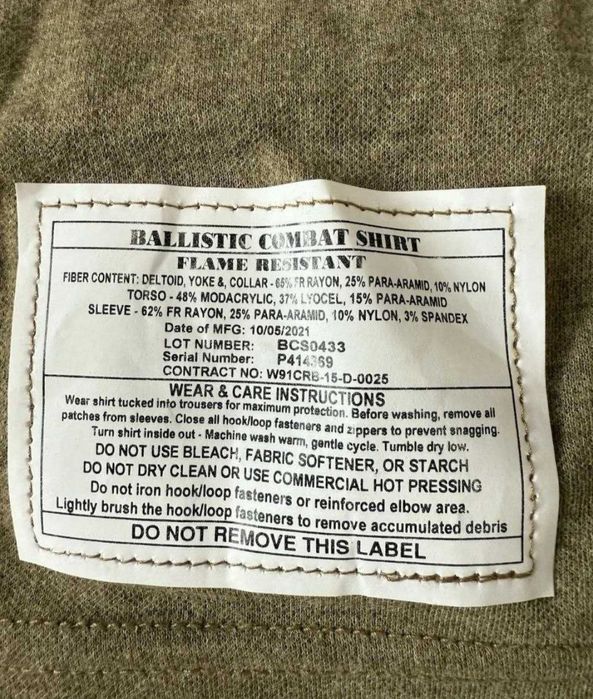 BALLISTIC COMBAT SHIRT
FLAME RESISTANT
FIBER CONTENT: DELTOID, YOKE &, COLLAR - 65% FR RAYON, 25% PARA-ARAMID, 10% NYLON
TORSO - 48% MODACRYLIC, 37% LYOCEL, 15% PARA-ARAMID
SLEEVE - 62% FR RAYON, 25% PARA-ARAMID, 10% NYLON, 3% SPANDEX
Date of MFG: 10/05/2021
LOT NUMBER: BCS0433
Serial Number:
CONTRACT NO: W91CRB-15-D-0025
WEAR & CARE INSTRUCTIONS
Wear shirt tucked into trousers for maximum protection. Before washing, remove all
patches from sleeves. Close all hook/loop fasteners and zippers to prevent snagging.
Turn shirt inside out - Machine wash warm, gentle cycle. Tumble dry low.
DO NOT USE BLEACH, FABRIC SOFTENER, OR STARCH
DO NOT DRY CLEAN OR USE COMMERCIAL HOT PRESSING
Do not iron hook/loop fasteners or reinforced elbow area.
Lightly brush the hook/loop fasteners to remove accumulated debris
DO NOT REMOVE THIS LABEL